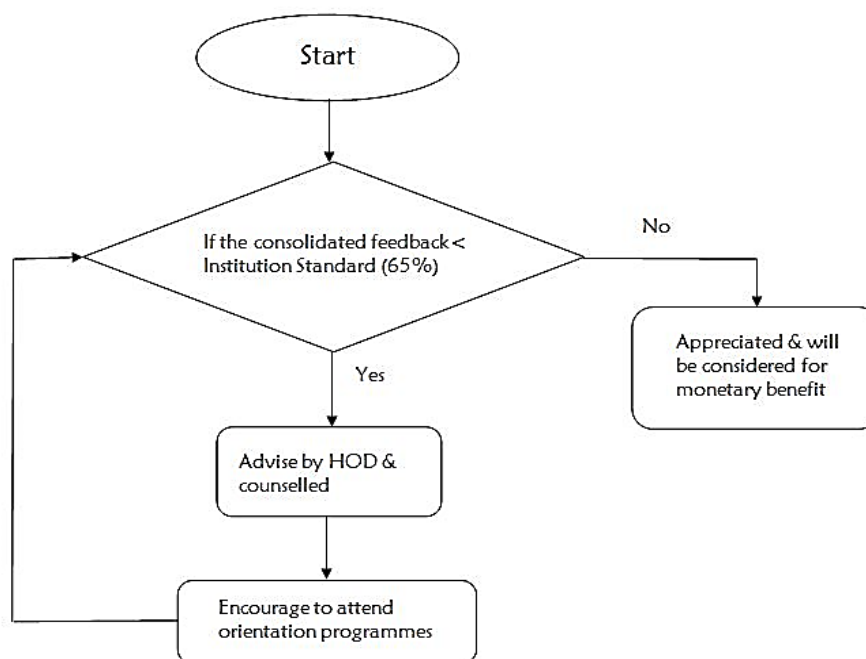 Start
If the consolidated feedback <
Institution Standard (65%)
No
Appreciated & will
be considered for
monetary benefit
Yes
Advise by HOD &
counselled
Encourage to attend
orientation programmes